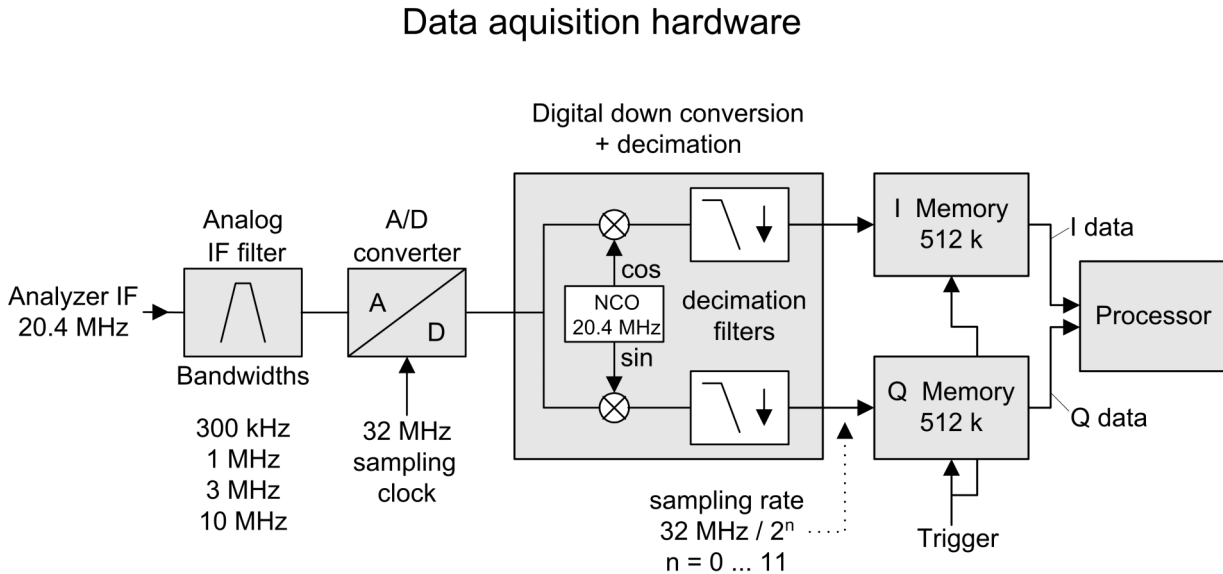 Data aquisition hardware
Digital down conversion
+ decimation
Analog
IF filter
A/D
converter
Analyzer IF
20.4 MHz
Bandwidths
300 kHz
1 MHz
3 MHz
10 MHz
A
D
32 MHz
sampling
clock
cos
NCO
20.4 MHz
sin
decimation
filters
I Memory
512 k
Q Memory
512 k
I data
Q data
Processor
sampling rate
32 MHz / 2ⁿ
n = 0 ... 11
Trigger